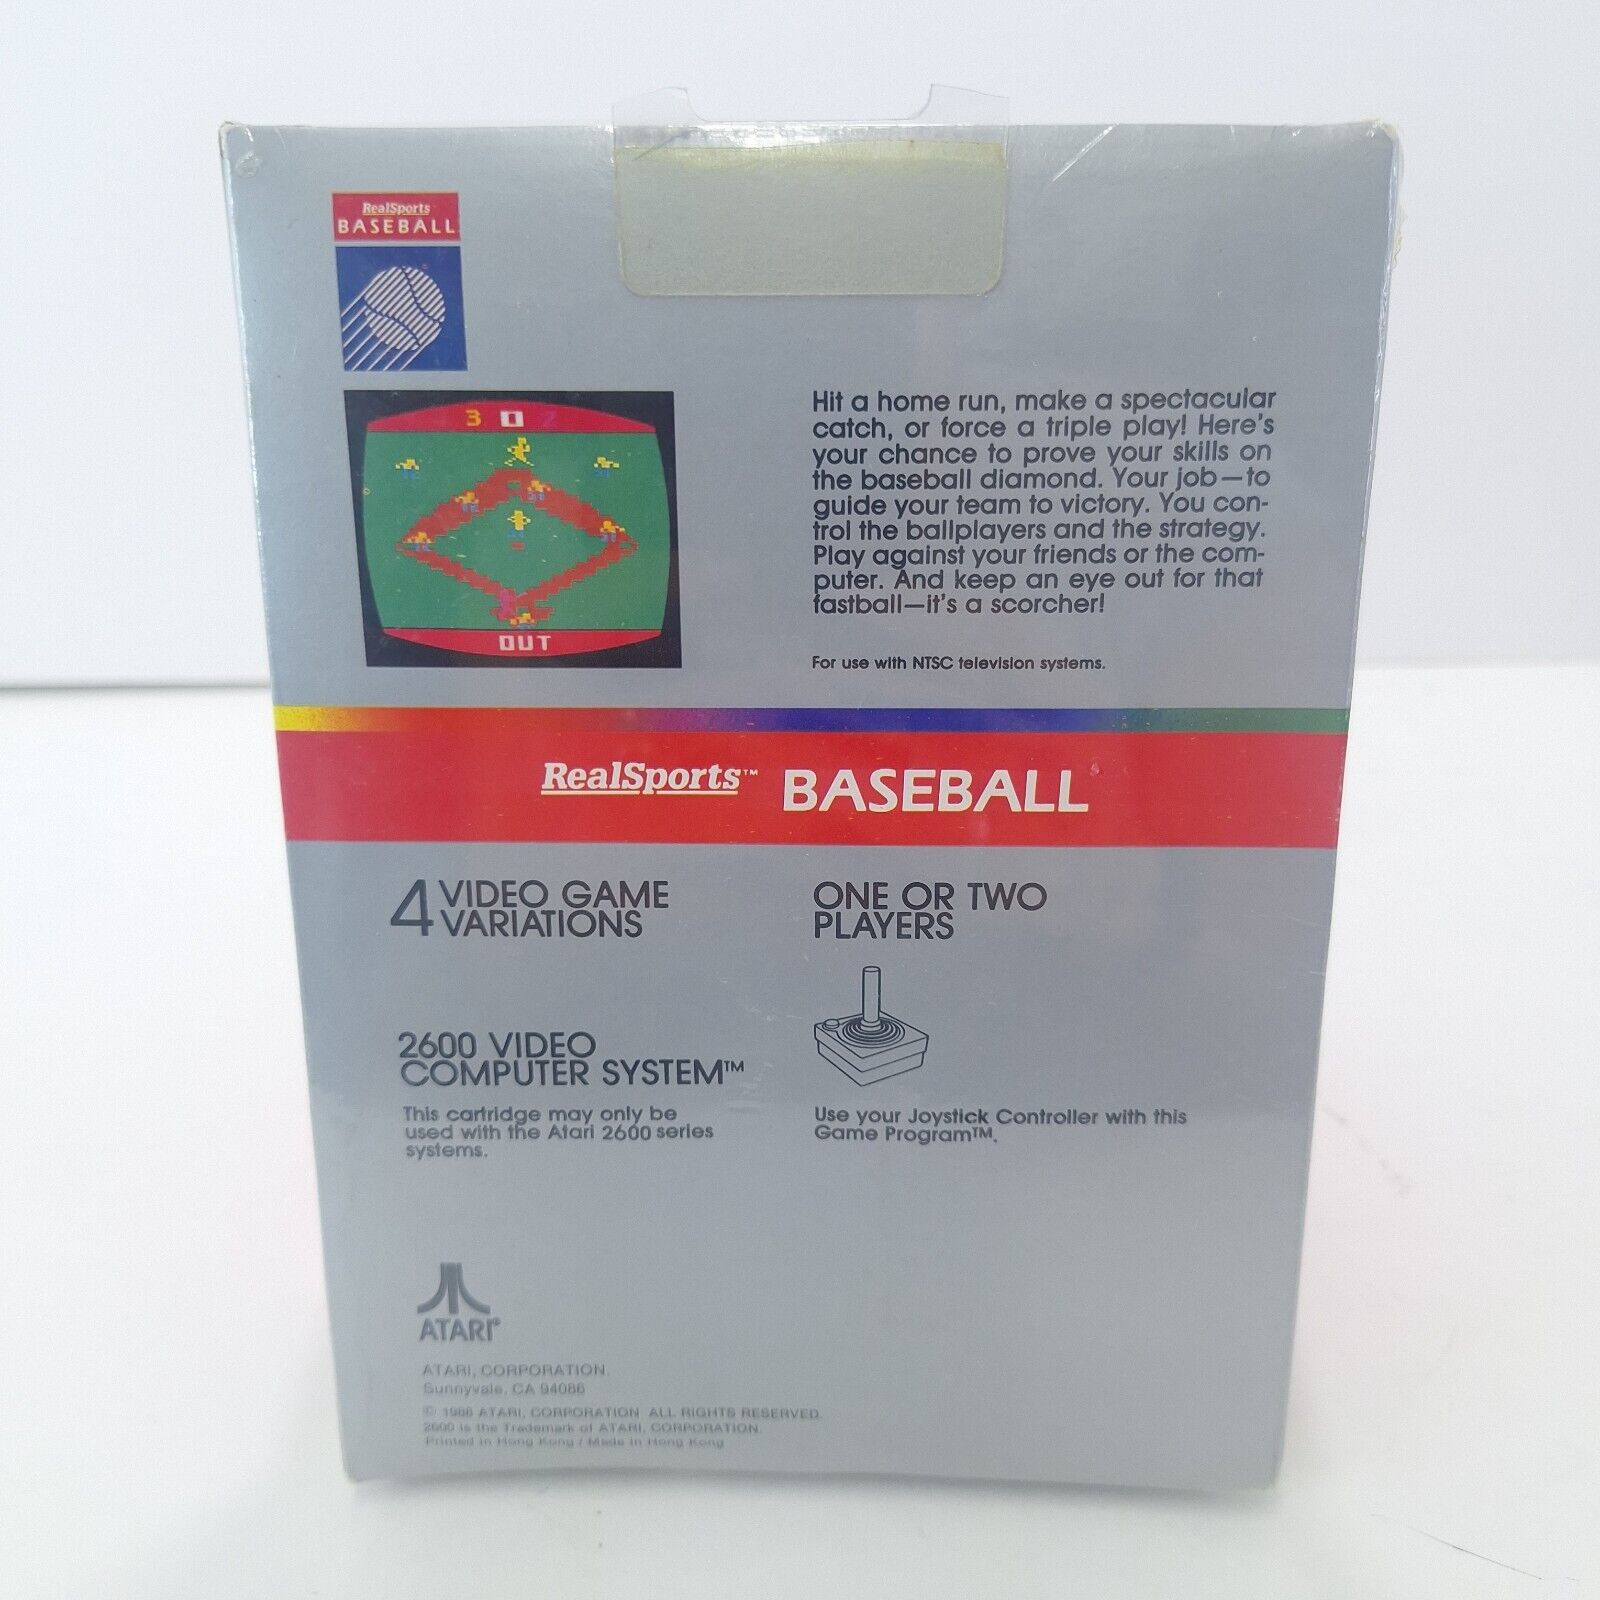 RealSports
BASEBALL
3 0 2
OUT
Hit a home run, make a spectacular
catch, or force a triple play! Here's
your chance to prove your skills on
the baseball diamond. Your job—to
guide your team to victory. You con-
trol the ballplayers and the strategy.
Play against your friends or the com-
puter. And keep an eye out for that
fastball—it's a scorcher!
For use with NTSC television systems.
RealSports™ BASEBALL
4 VIDEO GAME
VARIATIONS
ONE OR TWO
PLAYERS
2600 VIDEO
COMPUTER SYSTEM™
This cartridge may only be
used with the Atari 2600 series
systems.
Use your Joystick Controller with this
Game Program™.
ATARI®
ATARI, CORPORATION.
Sunnyvale, CA 94086
© 1988 ATARI, CORPORATION ALL RIGHTS RESERVED.
2600 is the Trademark of ATARI, CORPORATION.
Printed in Hong Kong / Made in Hong Kong